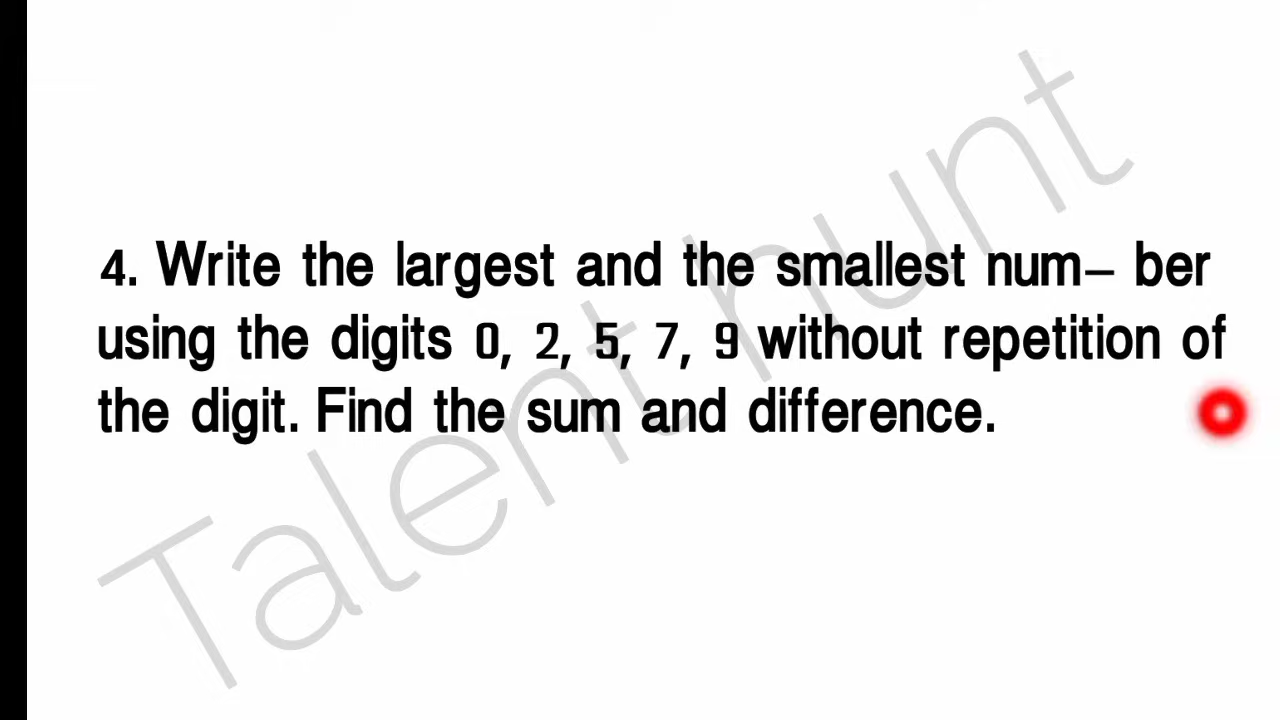 4. Write the largest and the smallest num– ber
using the digits 0, 2, 5, 7, 9 without repetition of
the digit. Find the sum and difference.
Talent hunt